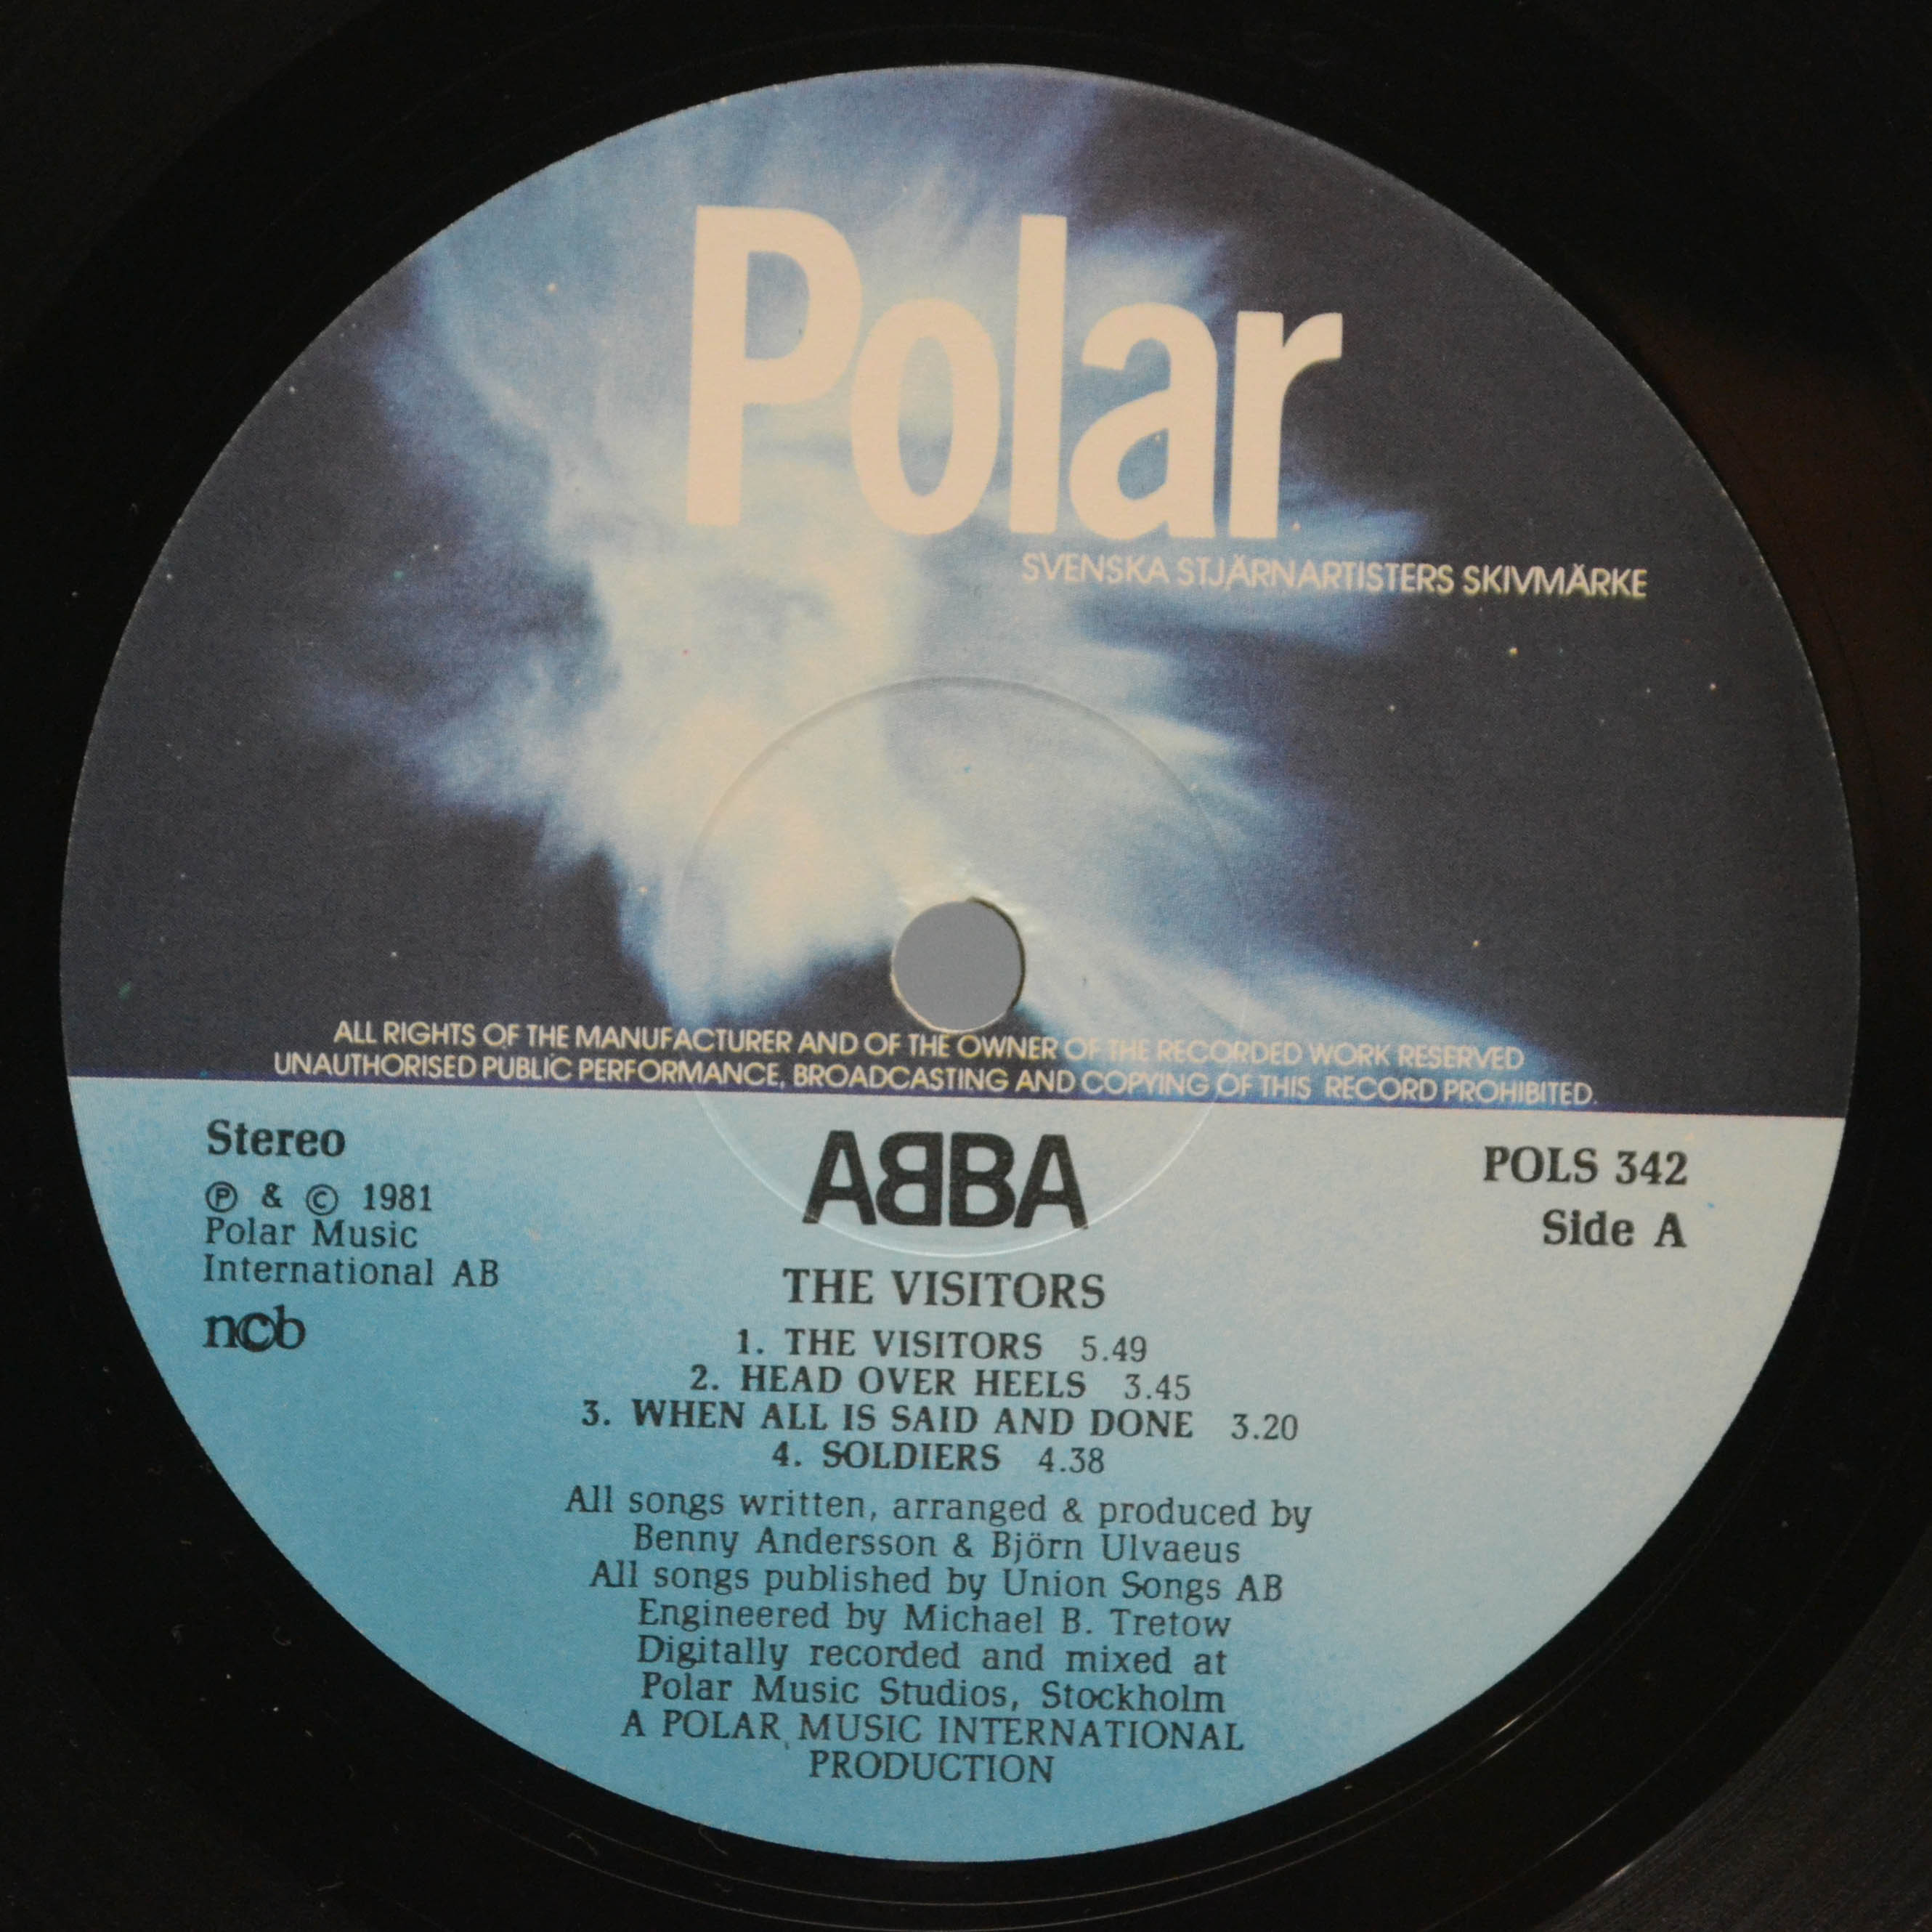 Polar
SVENSKA STJÄRNARTISTERS SKIVMÄRKE
ALL RIGHTS OF THE MANUFACTURER AND OF THE OWNER OF THE RECORDED WORK RESERVED
UNAUTHORISED PUBLIC PERFORMANCE, BROADCASTING AND COPYING OF THIS RECORD PROHIBITED.
Stereo
℗ & © 1981
Polar Music
International AB
ncb
ABBA
POLS 342
Side A
THE VISITORS
1. THE VISITORS 5.49
2. HEAD OVER HEELS 3.45
3. WHEN ALL IS SAID AND DONE 3.20
4. SOLDIERS 4.38
All songs written, arranged & produced by
Benny Andersson & Björn Ulvaeus
All songs published by Union Songs AB
Engineered by Michael B. Tretow
Digitally recorded and mixed at
Polar Music Studios, Stockholm
A POLAR MUSIC INTERNATIONAL
PRODUCTION